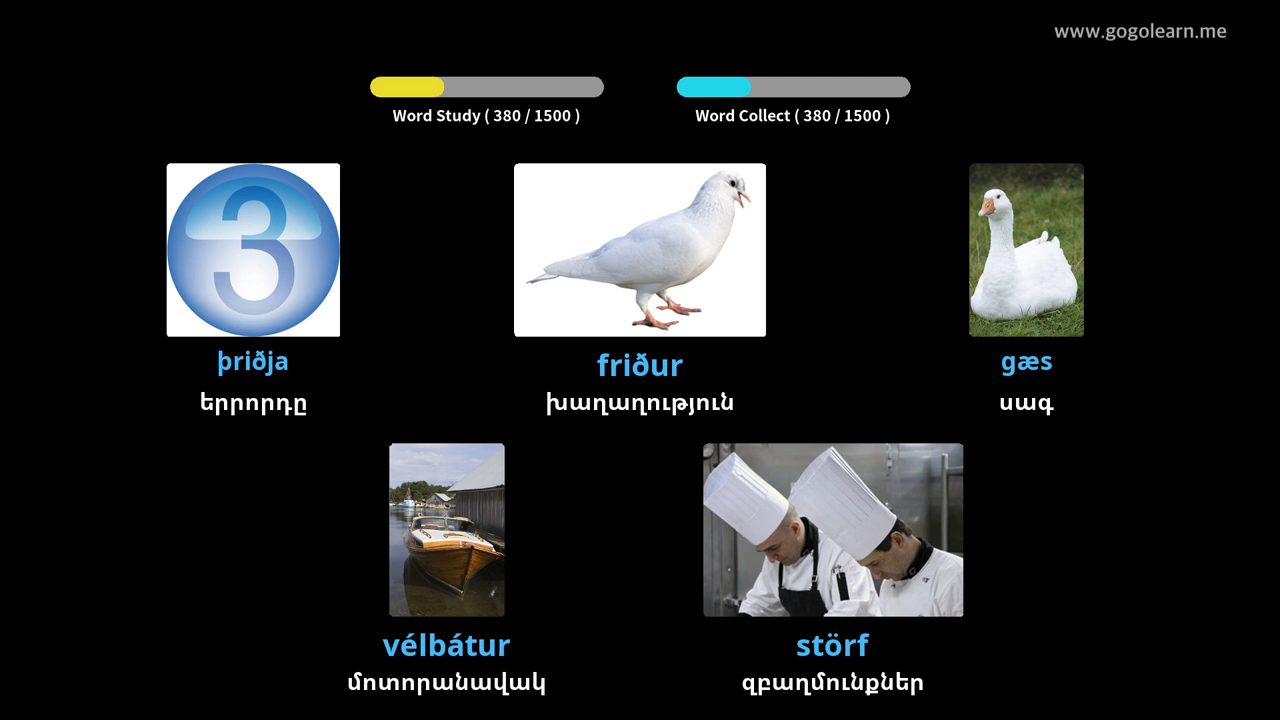 www.gogolearn.me
Word Study ( 380 / 1500 )
Word Collect ( 380 / 1500 )
3
þriðja
երրորդը
friður
խաղաղություն
gæs
սագ
vélbátur
մոտորանավակ
störf
զբաղմունքներ